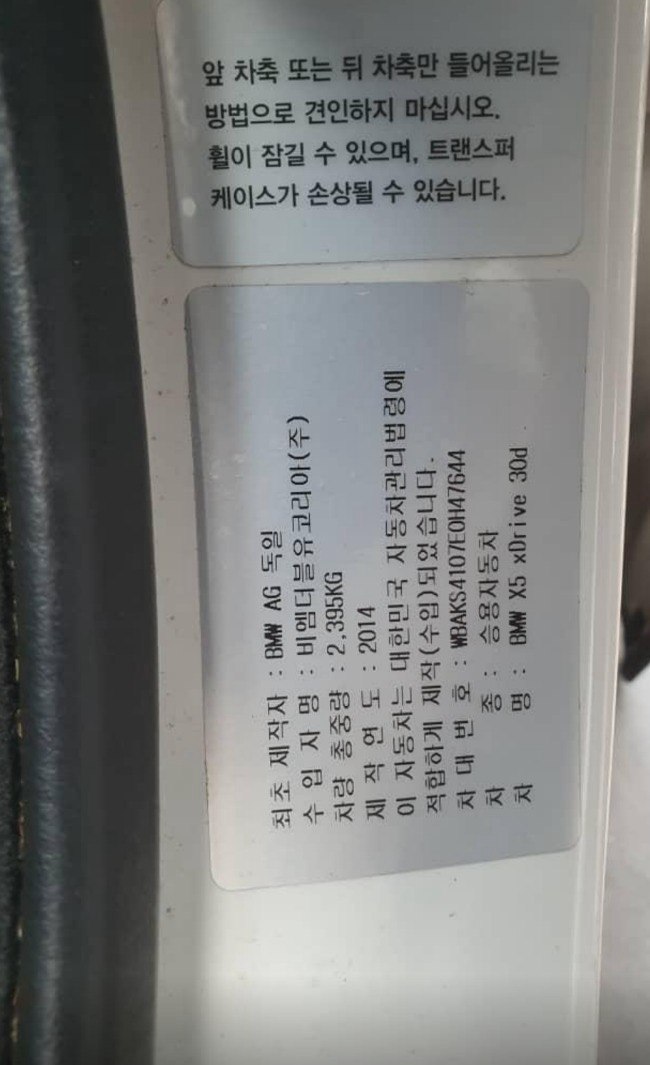 앞 차축 또는 뒤 차축만 들어올리는
방법으로 견인하지 마십시오.
휠이 잠길 수 있으며, 트랜스퍼
케이스가 손상될 수 있습니다.
최초 제작자 : BMW AG 독일
수 입 자 명 : 비엠더블유코리아(주)
차량 총중량 : 2,395KG
제 작 연 도 : 2014
이 자동차는 대한민국 자동차관리법령에
적합하게 제작(수입)되었습니다.
차 대 번 호 : WBAKS4107E0H47644
차 종 : 승용자동차
차 명 : BMW X5 xDrive 30d